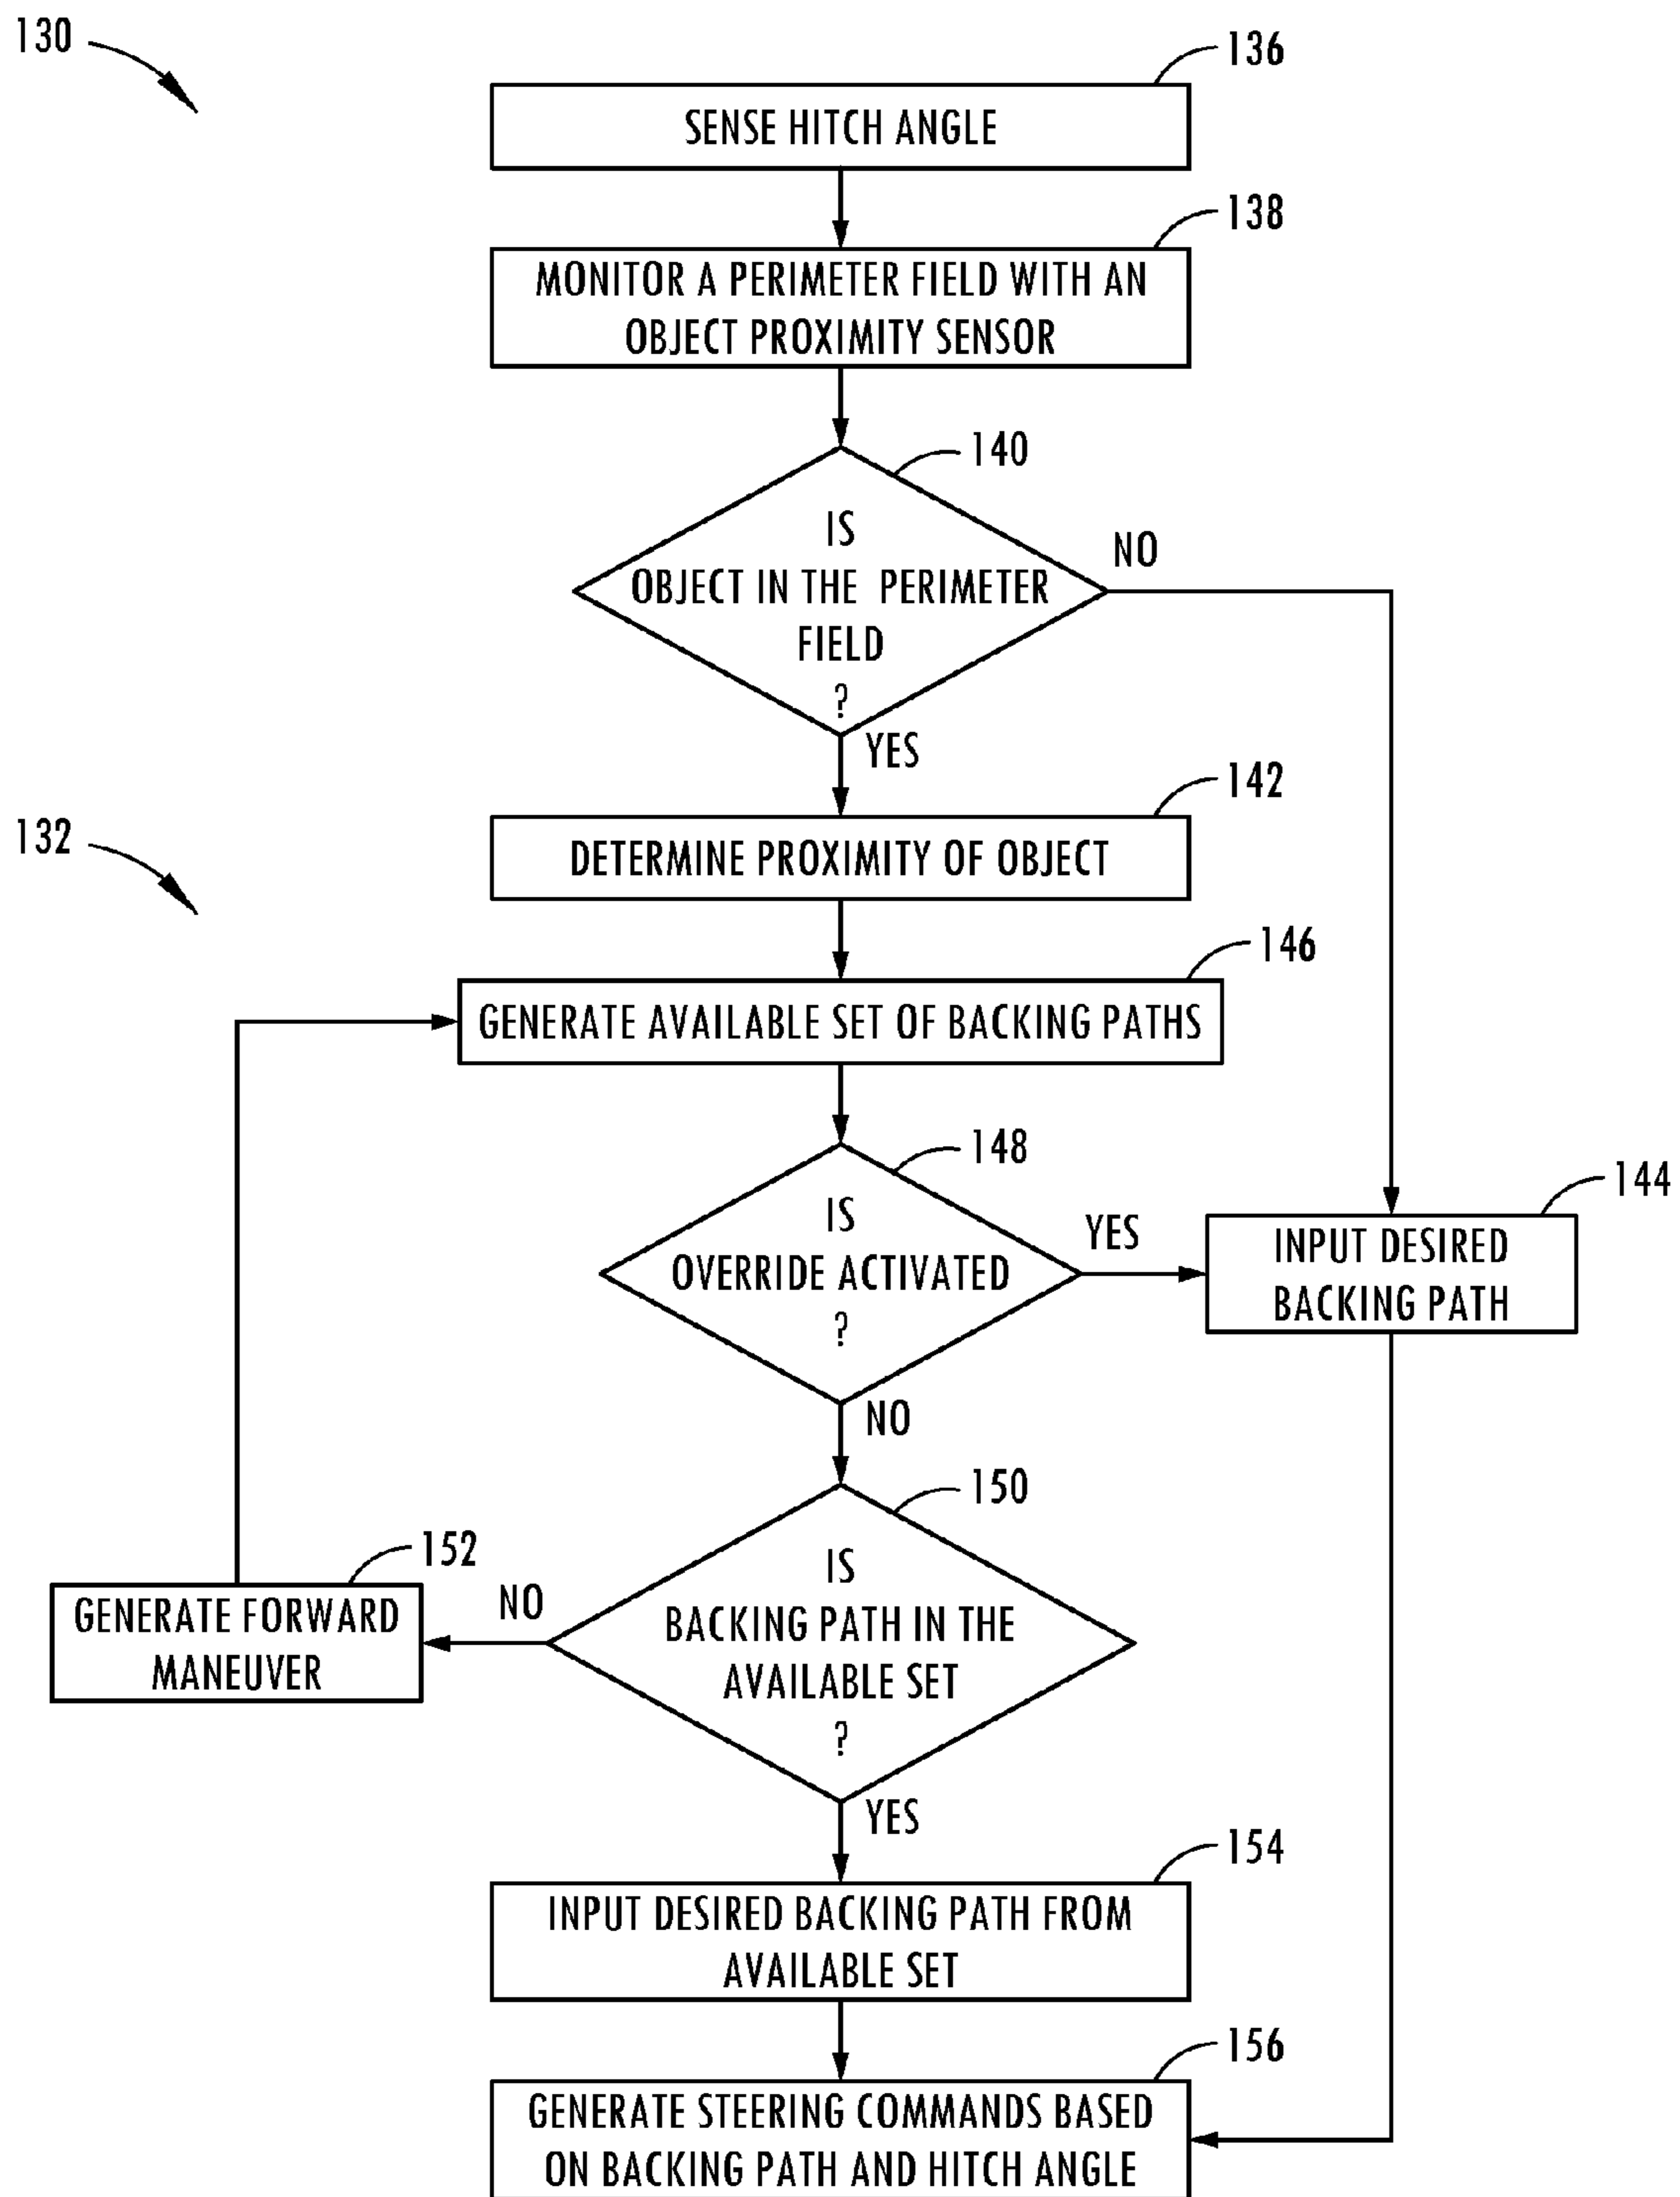 130
136
SENSE HITCH ANGLE
138
MONITOR A PERIMETER FIELD WITH AN
OBJECT PROXIMITY SENSOR
140
IS
OBJECT IN THE PERIMETER
FIELD
?
NO
YES
142
132
DETERMINE PROXIMITY OF OBJECT
146
GENERATE AVAILABLE SET OF BACKING PATHS
148
IS
OVERRIDE ACTIVATED
?
YES
144
INPUT DESIRED
BACKING PATH
NO
150
IS
BACKING PATH IN THE
AVAILABLE SET
?
NO
152
GENERATE FORWARD
MANEUVER
YES
154
INPUT DESIRED BACKING PATH FROM
AVAILABLE SET
156
GENERATE STEERING COMMANDS BASED
ON BACKING PATH AND HITCH ANGLE